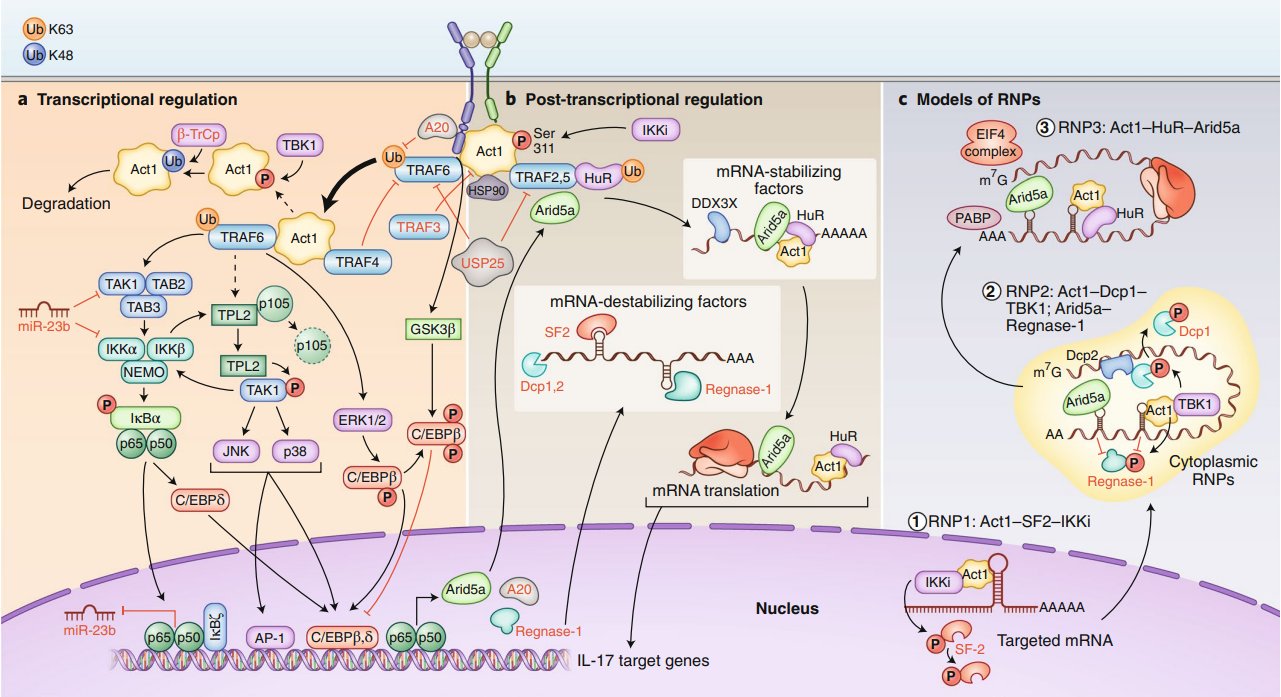 Ub K63
Ub K48
a Transcriptional regulation
β-TrCp
TBK1
Act1
Ub
Act1
P
Degradation
Ub
TRAF6
Act1
TRAF4
A20
Ub
TRAF6
TRAF3
TAK1
TAB2
TAB3
miR-23b
IKKα
IKKβ
NEMO
P
IκBα
p65
p50
C/EBPδ
TPL2
p105
p105
TPL2
TAK1
P
JNK
p38
ERK1/2
C/EBPβ
P
GSK3β
P
C/EBPβ
P
b Post-transcriptional regulation
Act1
P
Ser
311
IKKi
HSP90
TRAF2,5
HuR
Ub
Arid5a
USP25
mRNA-stabilizing
factors
DDX3X
Arid5a
HuR
Act1
AAAAA
mRNA-destabilizing factors
SF2
AAA
Dcp1,2
Regnase-1
Arid5a
HuR
Act1
mRNA translation
miR-23b
p65
p50
IκBζ
AP-1
C/EBPβ,δ
p65
p50
Arid5a
A20
Regnase-1
IL-17 target genes
Nucleus
c Models of RNPs
EIF4
complex
3 RNP3: Act1–HuR–Arid5a
m7G
Arid5a
Act1
HuR
PABP
AAA
2 RNP2: Act1–Dcp1–
TBK1; Arid5a–
Regnase-1
P
Dcp1
Dcp2
m7G
P
Arid5a
Act1
TBK1
AA
P
Regnase-1
Cytoplasmic
RNPs
1 RNP1: Act1–SF2–IKKi
IKKi
Act1
AAAAA
P
SF-2
P
Targeted mRNA